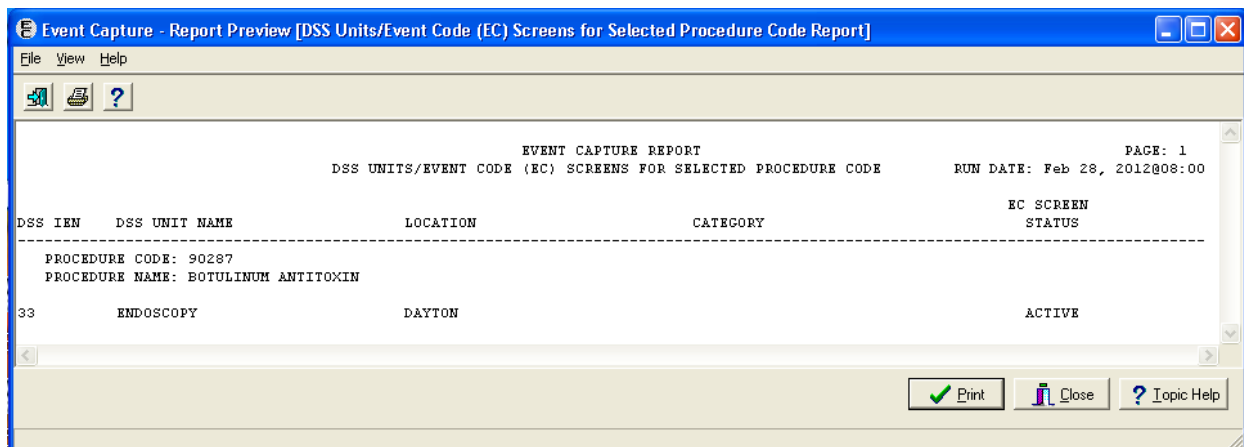 Event Capture - Report Preview [DSS Units/Event Code (EC) Screens for Selected Procedure Code Report]
File View Help
EVENT CAPTURE REPORT PAGE: 1
DSS UNITS/EVENT CODE (EC) SCREENS FOR SELECTED PROCEDURE CODE RUN DATE: Feb 28, 2012@08:00
EC SCREEN
DSS IEN DSS UNIT NAME LOCATION CATEGORY STATUS
PROCEDURE CODE: 90287
PROCEDURE NAME: BOTULINUM ANTITOXIN
33 ENDOSCOPY DAYTON ACTIVE
Print Close ? Topic Help